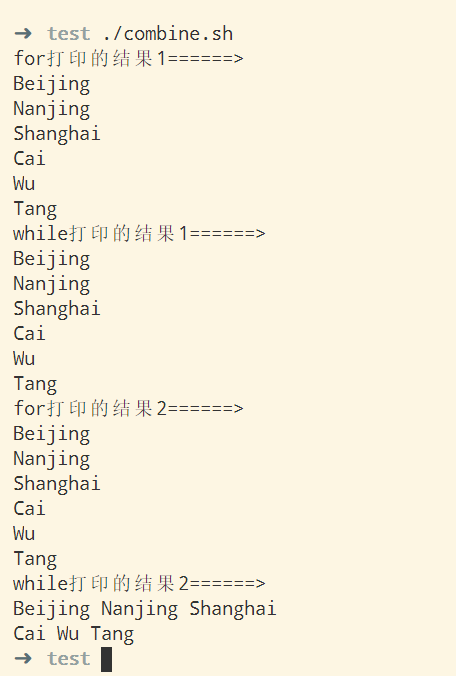 ➜ test ./combine.sh
for打印的结果1======>
Beijing
Nanjing
Shanghai
Cai
Wu
Tang
while打印的结果1======>
Beijing
Nanjing
Shanghai
Cai
Wu
Tang
for打印的结果2======>
Beijing
Nanjing
Shanghai
Cai
Wu
Tang
while打印的结果2======>
Beijing Nanjing Shanghai
Cai Wu Tang
➜ test